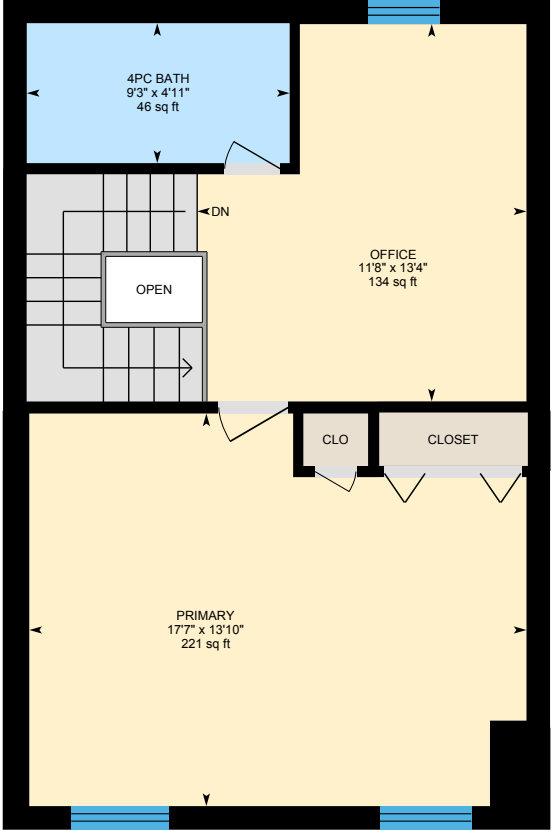 4PC BATH
9'3" x 4'11"
46 sq ft
DN
OFFICE
11'8" x 13'4"
134 sq ft
OPEN
CLO
CLOSET
PRIMARY
17'7" x 13'10"
221 sq ft